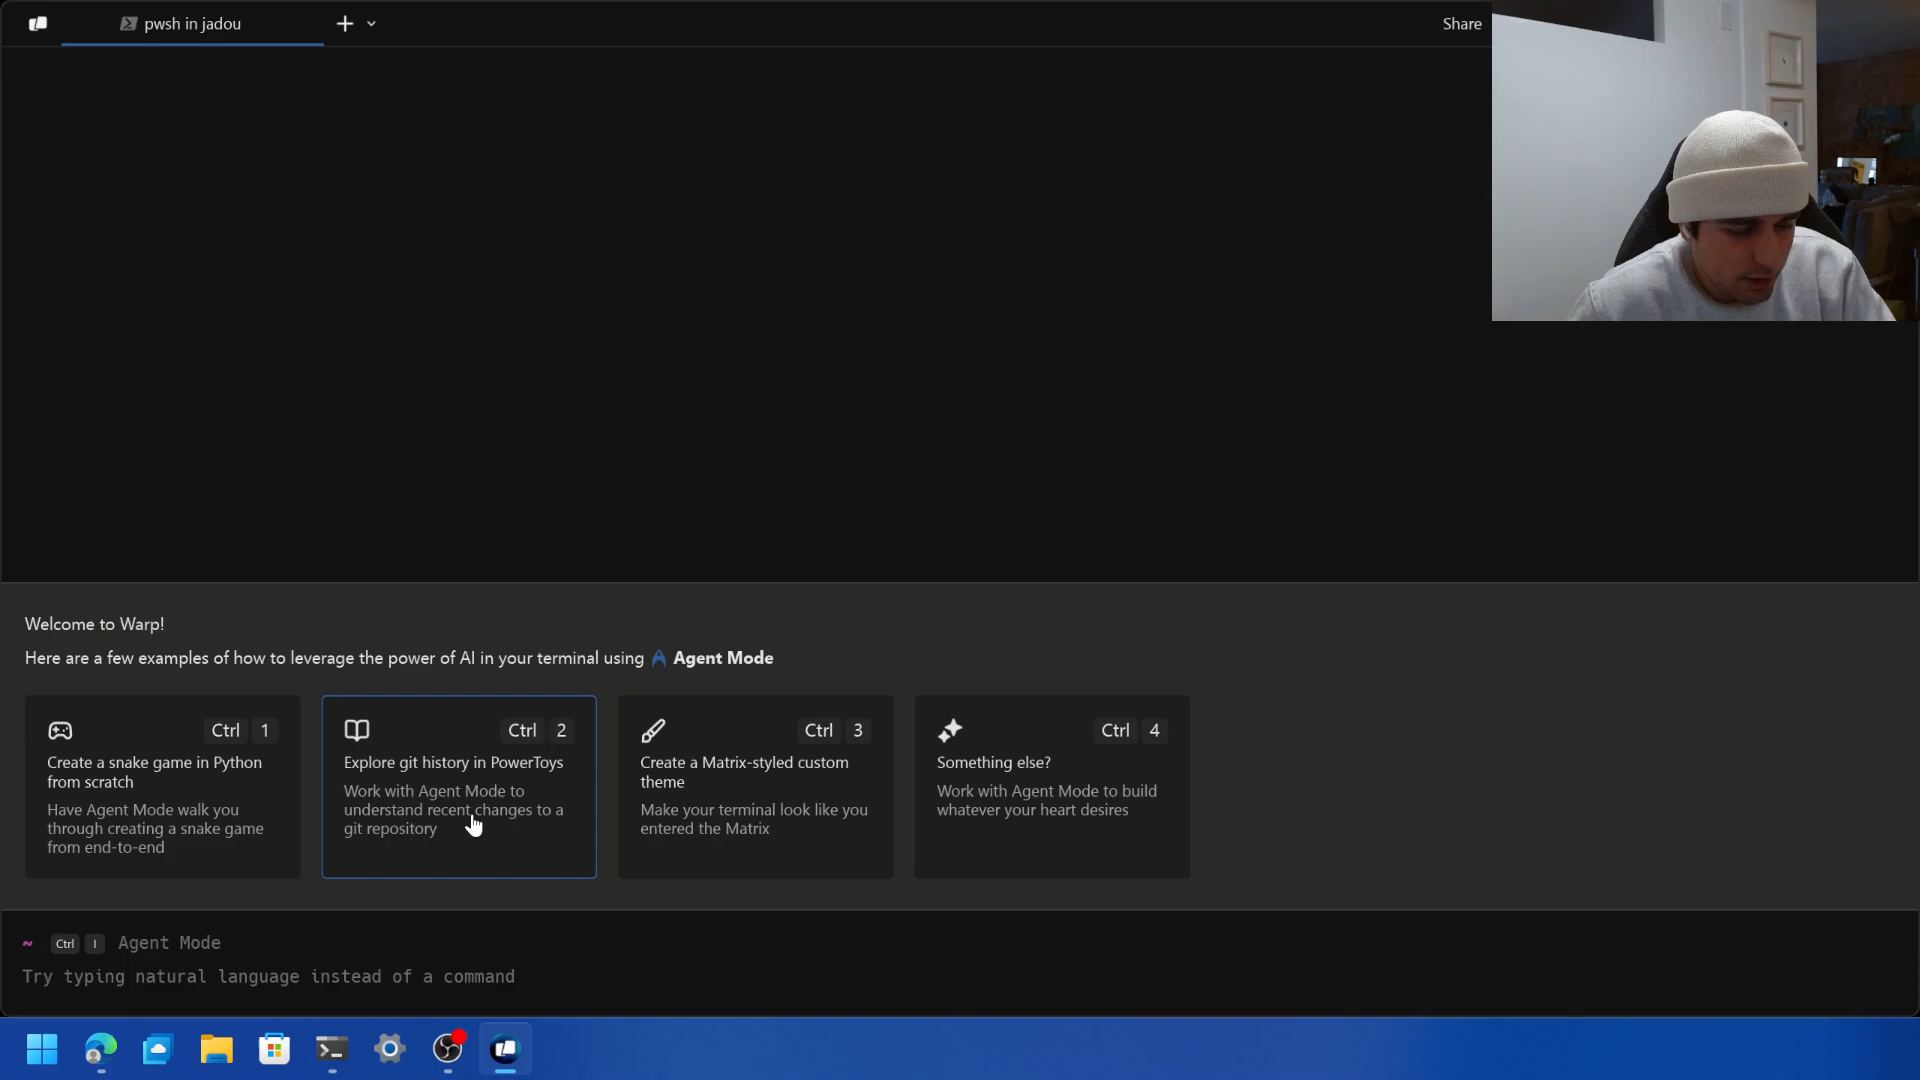 pwsh in jadou
Share
Welcome to Warp!
Here are a few examples of how to leverage the power of AI in your terminal using Agent Mode
Ctrl 1
Create a snake game in Python
from scratch
Have Agent Mode walk you
through creating a snake game
from end-to-end
Ctrl 2
Explore git history in PowerToys
Work with Agent Mode to
understand recent changes to a
git repository
Ctrl 3
Create a Matrix-styled custom
theme
Make your terminal look like you
entered the Matrix
Ctrl 4
Something else?
Work with Agent Mode to build
whatever your heart desires
~ Ctrl I Agent Mode
Try typing natural language instead of a command